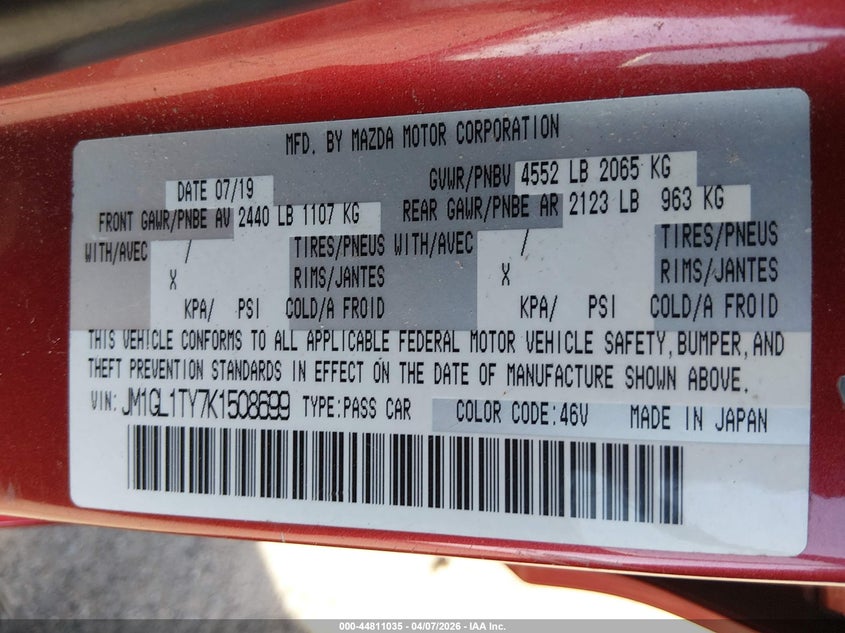 MFD. BY MAZDA MOTOR CORPORATION
DATE 07/19 GVWR/PNBV 4552 LB 2065 KG
FRONT GAWR/PNBE AV 2440 LB 1107 KG REAR GAWR/PNBE AR 2123 LB 963 KG
WITH/AVEC / TIRES/PNEUS WITH/AVEC / TIRES/PNEUS
X RIMS/JANTES X RIMS/JANTES
KPA/ PSI COLD/A FROID KPA/ PSI COLD/A FROID
THIS VEHICLE CONFORMS TO ALL APPLICABLE FEDERAL MOTOR VEHICLE SAFETY, BUMPER, AND
THEFT PREVENTION STANDARDS IN EFFECT ON THE DATE OF MANUFACTURE SHOWN ABOVE.
VIN: JM1GL1TY7K1508699 TYPE:PASS CAR COLOR CODE:46V MADE IN JAPAN
000-44811035 - 04/07/2026 - IAA Inc.